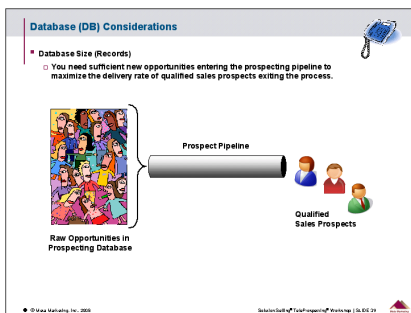 Database (DB) Considerations
Database Size (Records)
You need sufficient new opportunities entering the prospecting pipeline to
maximize the delivery rate of qualified sales prospects exiting the process.
Prospect Pipeline
Qualified
Sales Prospects
Raw Opportunities in
Prospecting Database
Marketing, Inc.
Workshop | SLIDE 39